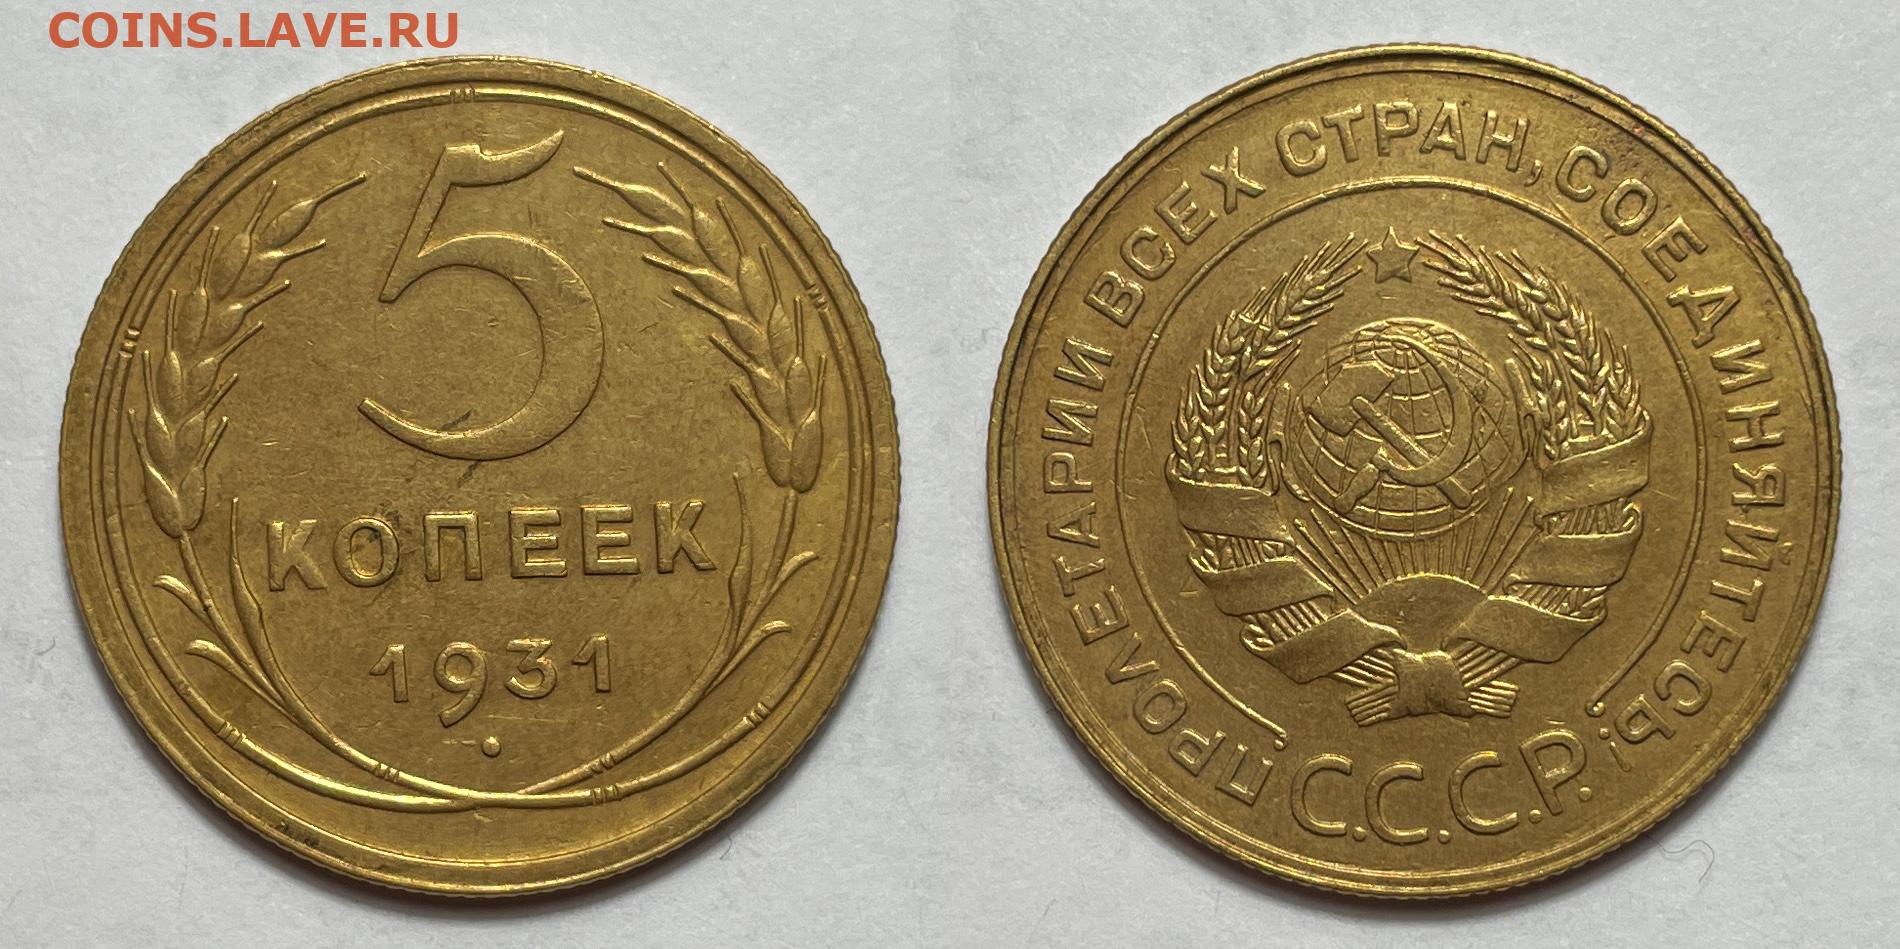 COINS.LAVE.RU
5
КОПЕЕК
1931
ПРОЛЕТАРИИ ВСЕХ СТРАН, СОЕДИНЯЙТЕСЬ!
С.С.С.Р.